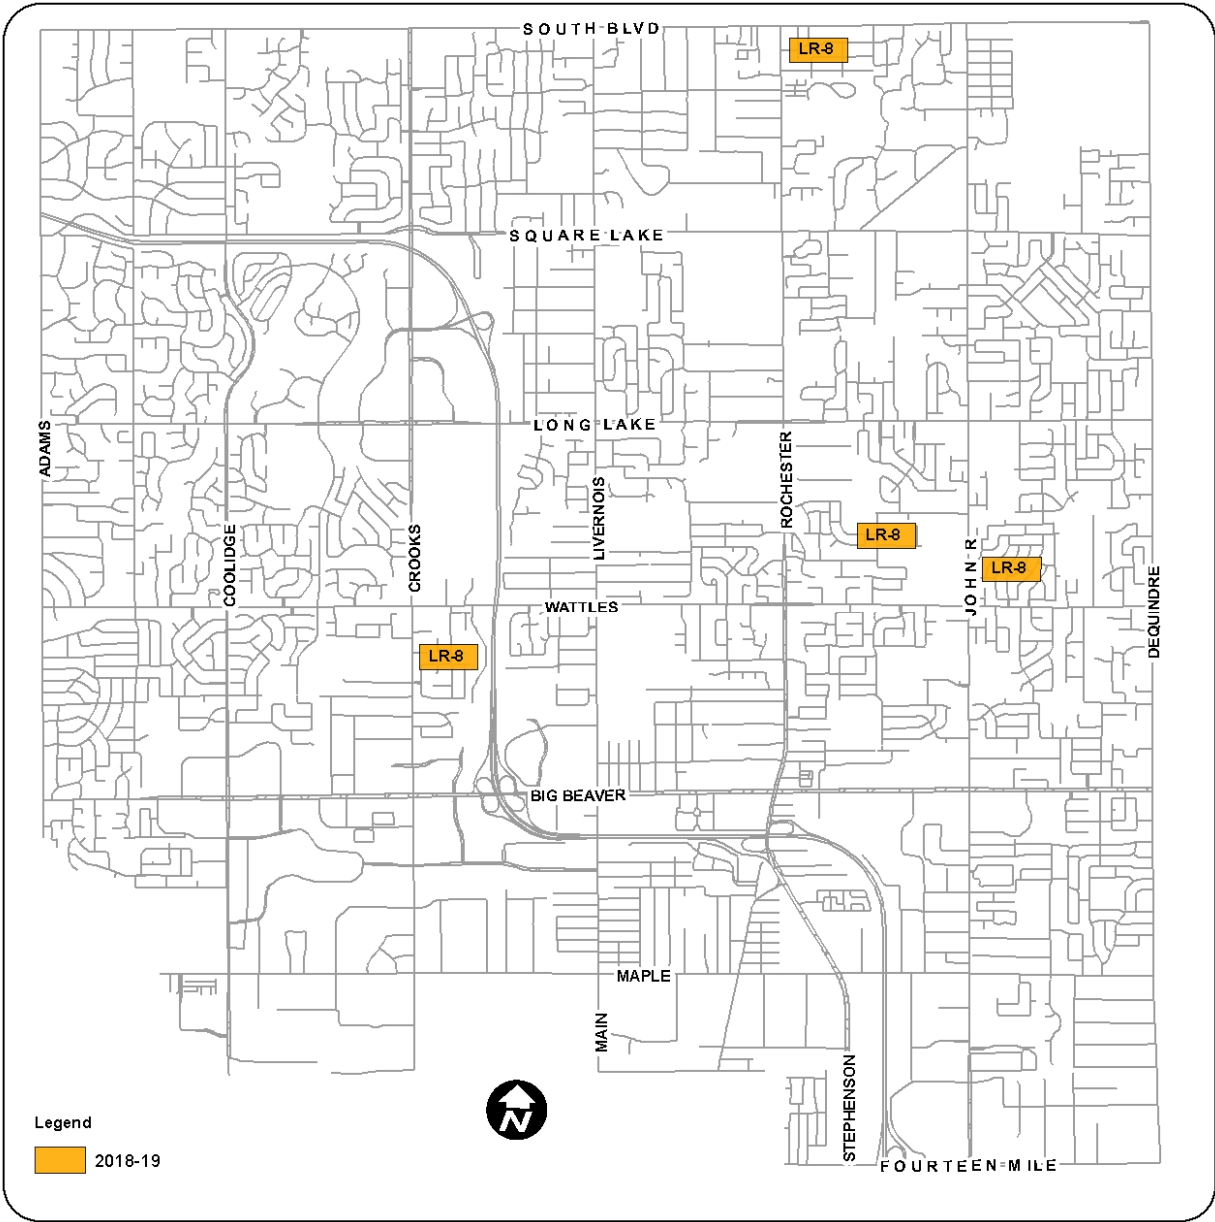 SOUTH BLVD
LR-8
SQUARE LAKE
LONG LAKE
ADAMS
ROCHESTER
LIVERNOIS
COOLIDGE
CROOKS
LR-8
JOHN R
LR-8
DEQUINDRE
WATTLES
LR-8
BIG BEAVER
MAPLE
MAIN
STEPHENSON
N
Legend
2018-19
FOURTEEN MILE